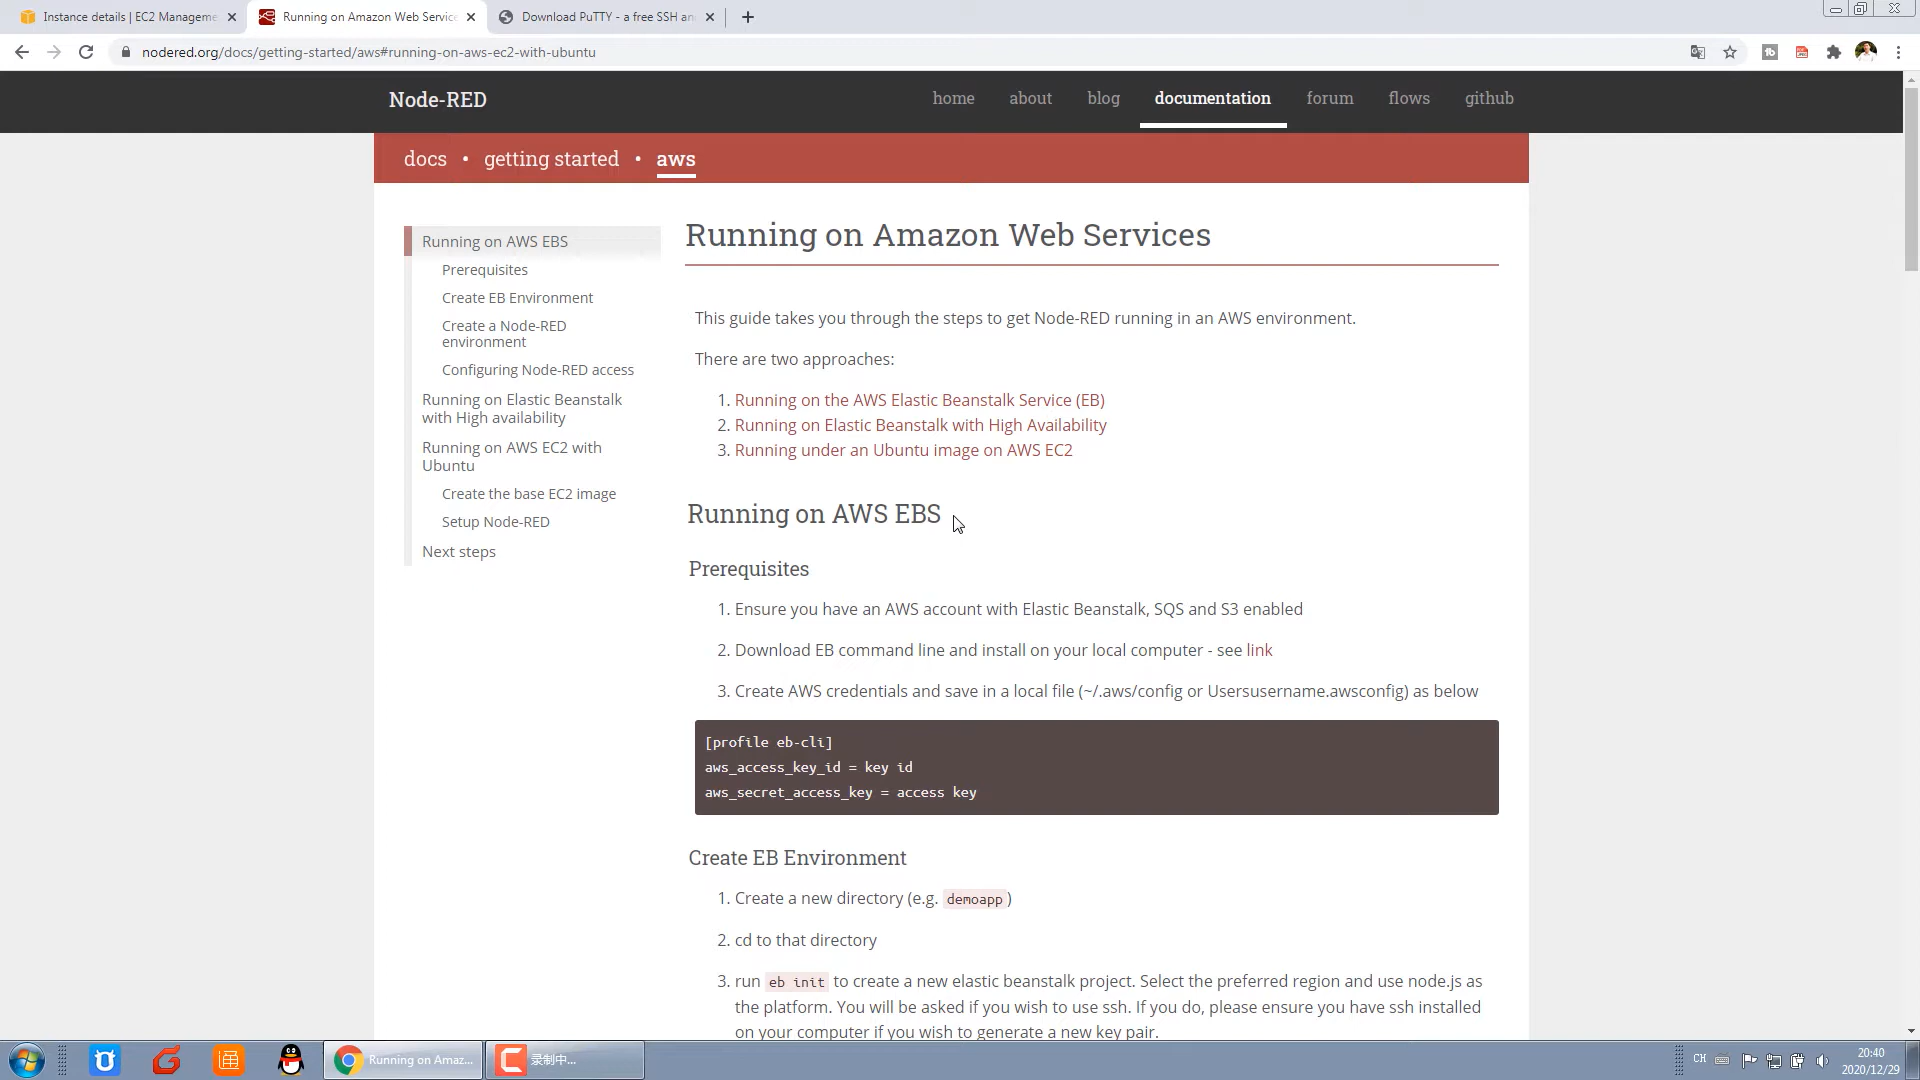 Instance details | EC2 Manageme
Running on Amazon Web Service
Download PuTTY - a free SSH an
nodered.org/docs/getting-started/aws#running-on-aws-ec2-with-ubuntu
Node-RED
home about blog documentation forum flows github
docs • getting started • aws
Running on AWS EBS
Prerequisites
Create EB Environment
Create a Node-RED
environment
Configuring Node-RED access
Running on Elastic Beanstalk
with High availability
Running on AWS EC2 with
Ubuntu
Create the base EC2 image
Setup Node-RED
Next steps
Running on Amazon Web Services
This guide takes you through the steps to get Node-RED running in an AWS environment.
There are two approaches:
1. Running on the AWS Elastic Beanstalk Service (EB)
2. Running on Elastic Beanstalk with High Availability
3. Running under an Ubuntu image on AWS EC2
Running on AWS EBS
Prerequisites
1. Ensure you have an AWS account with Elastic Beanstalk, SQS and S3 enabled
2. Download EB command line and install on your local computer - see link
3. Create AWS credentials and save in a local file (~/.aws/config or Usersusername.awsconfig) as below
[profile eb-cli]
aws_access_key_id = key id
aws_secret_access_key = access key
Create EB Environment
1. Create a new directory (e.g. demoapp)
2. cd to that directory
3. run eb init to create a new elastic beanstalk project. Select the preferred region and use node.js as
the platform. You will be asked if you wish to use ssh. If you do, please ensure you have ssh installed
on your computer if you wish to generate a new key pair.
Running on Amaz...
录制中...
CH
20:40
2020/12/29